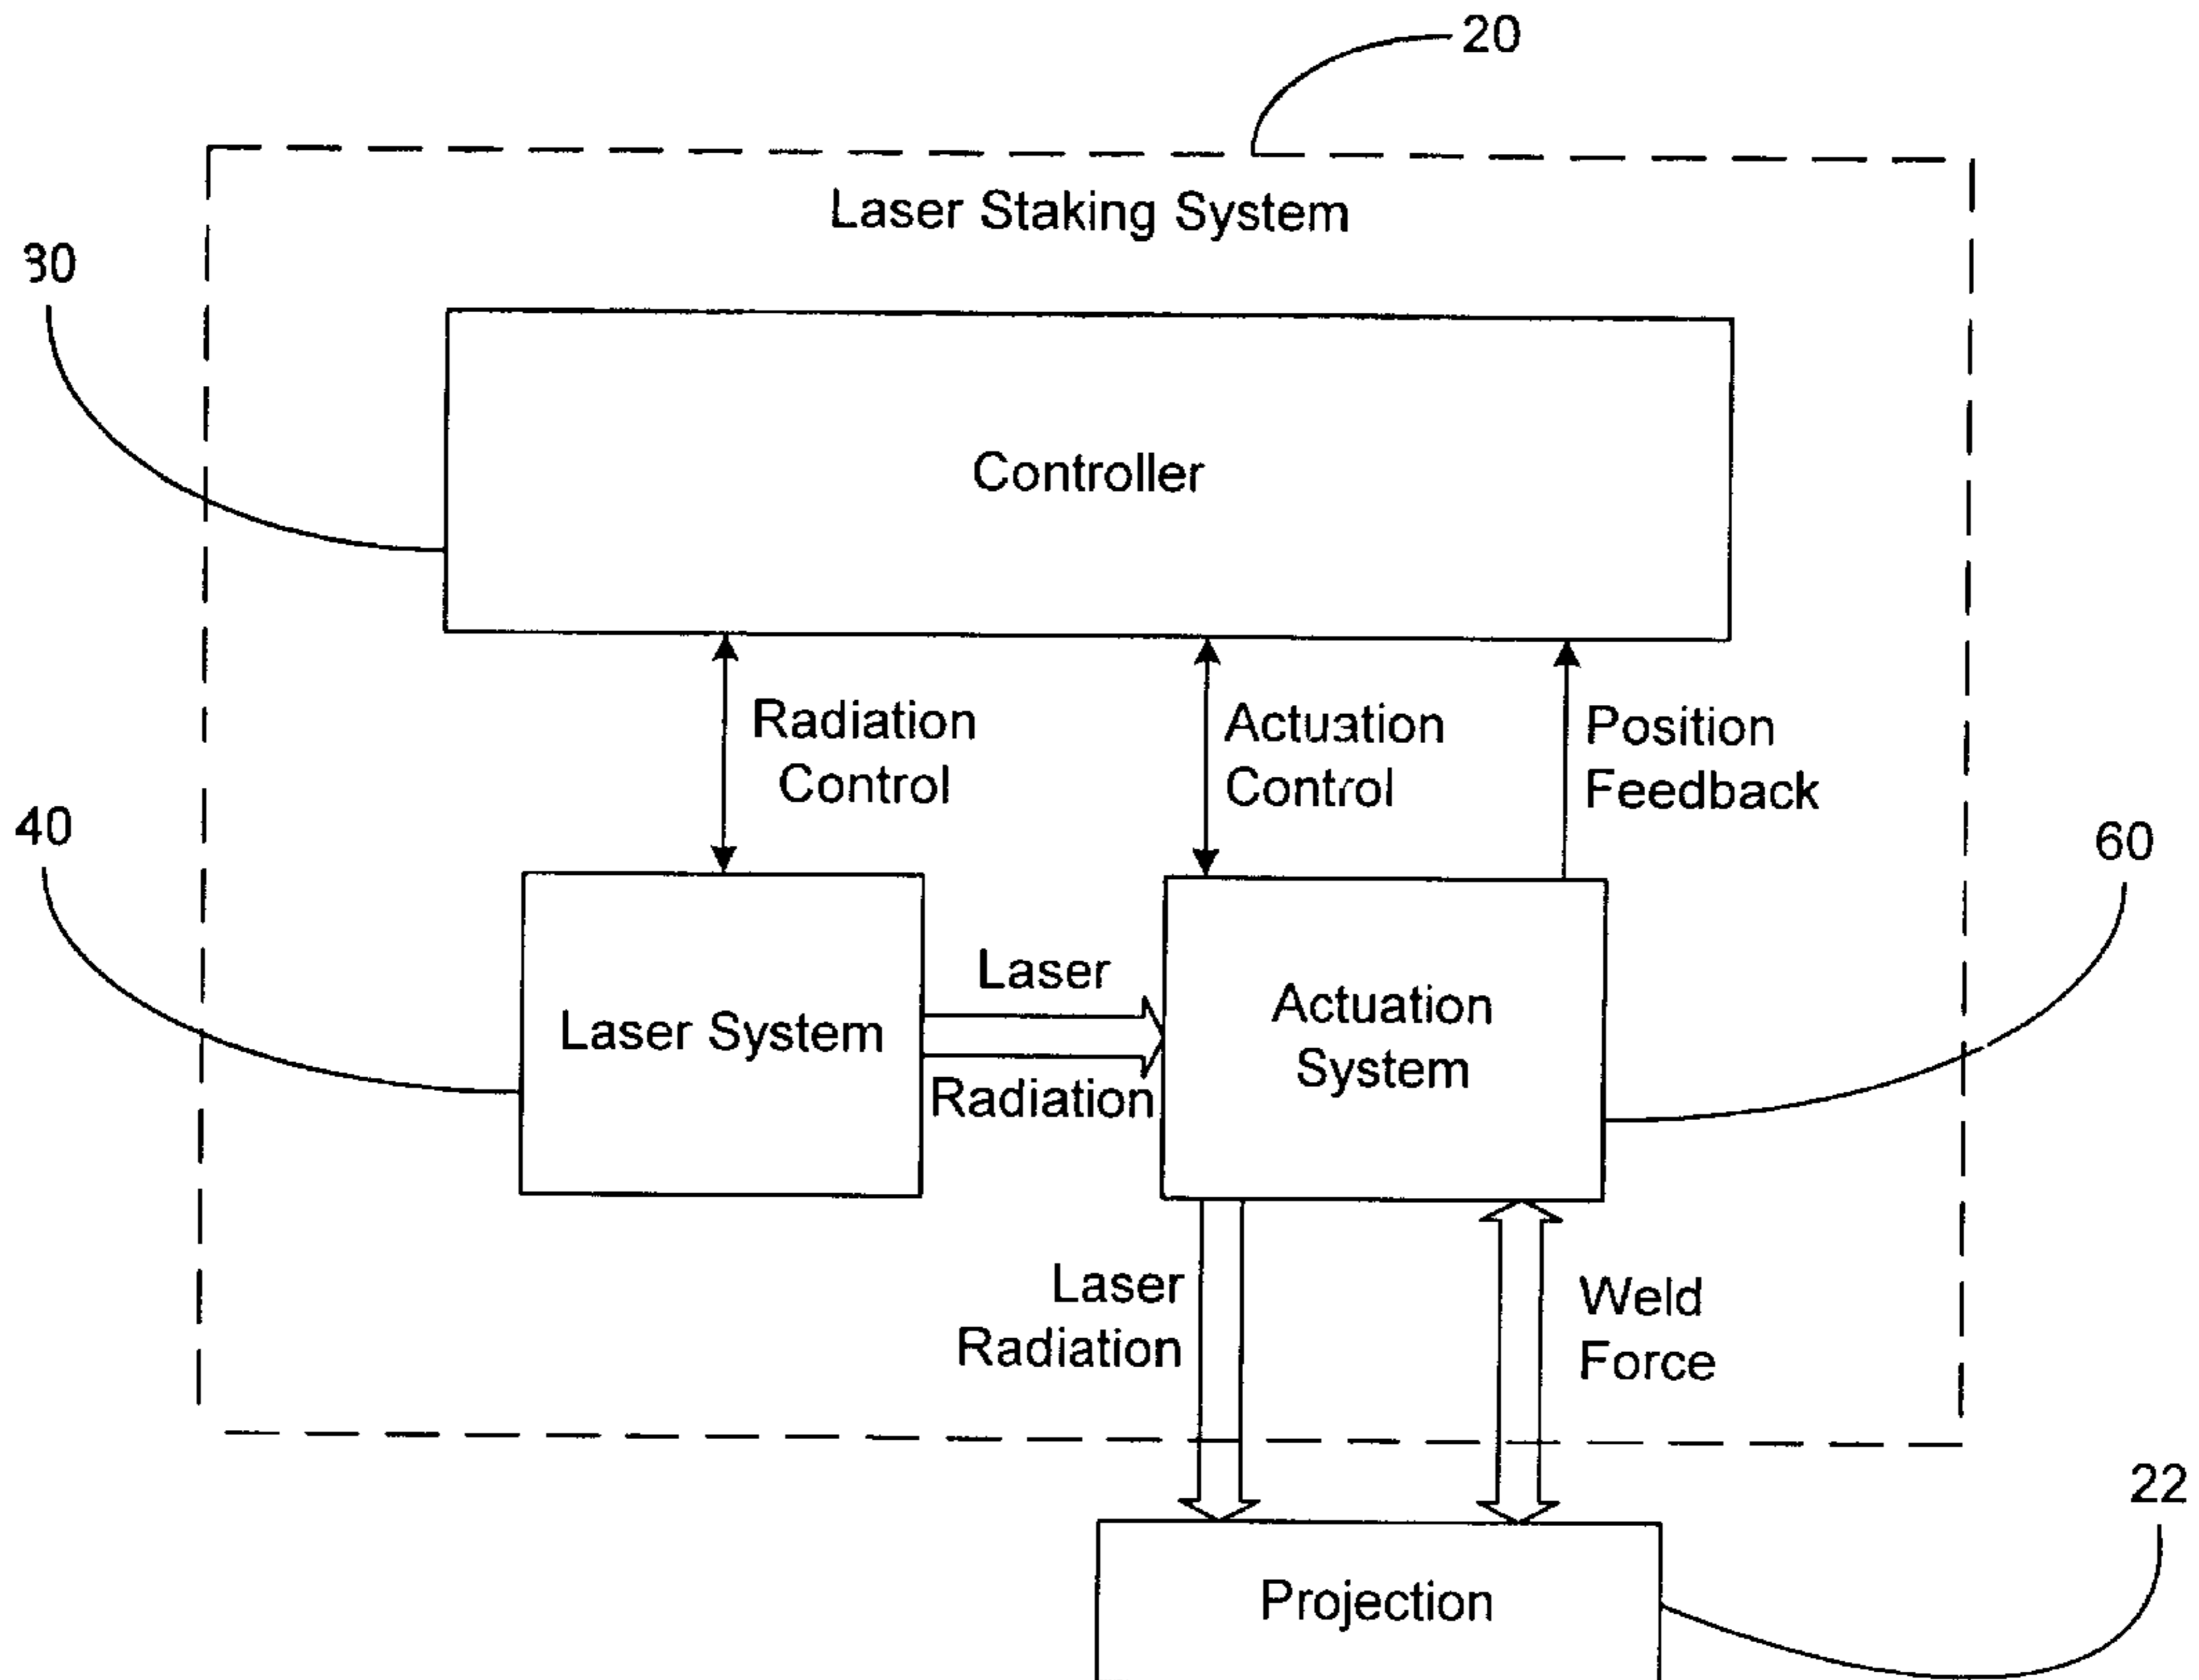 20
Laser Staking System
30
Controller
Radiation
Control
Actuation
Control
Position
Feedback
40
60
Laser
Radiation
Laser System
Actuation
System
Laser
Radiation
Weld
Force
22
Projection